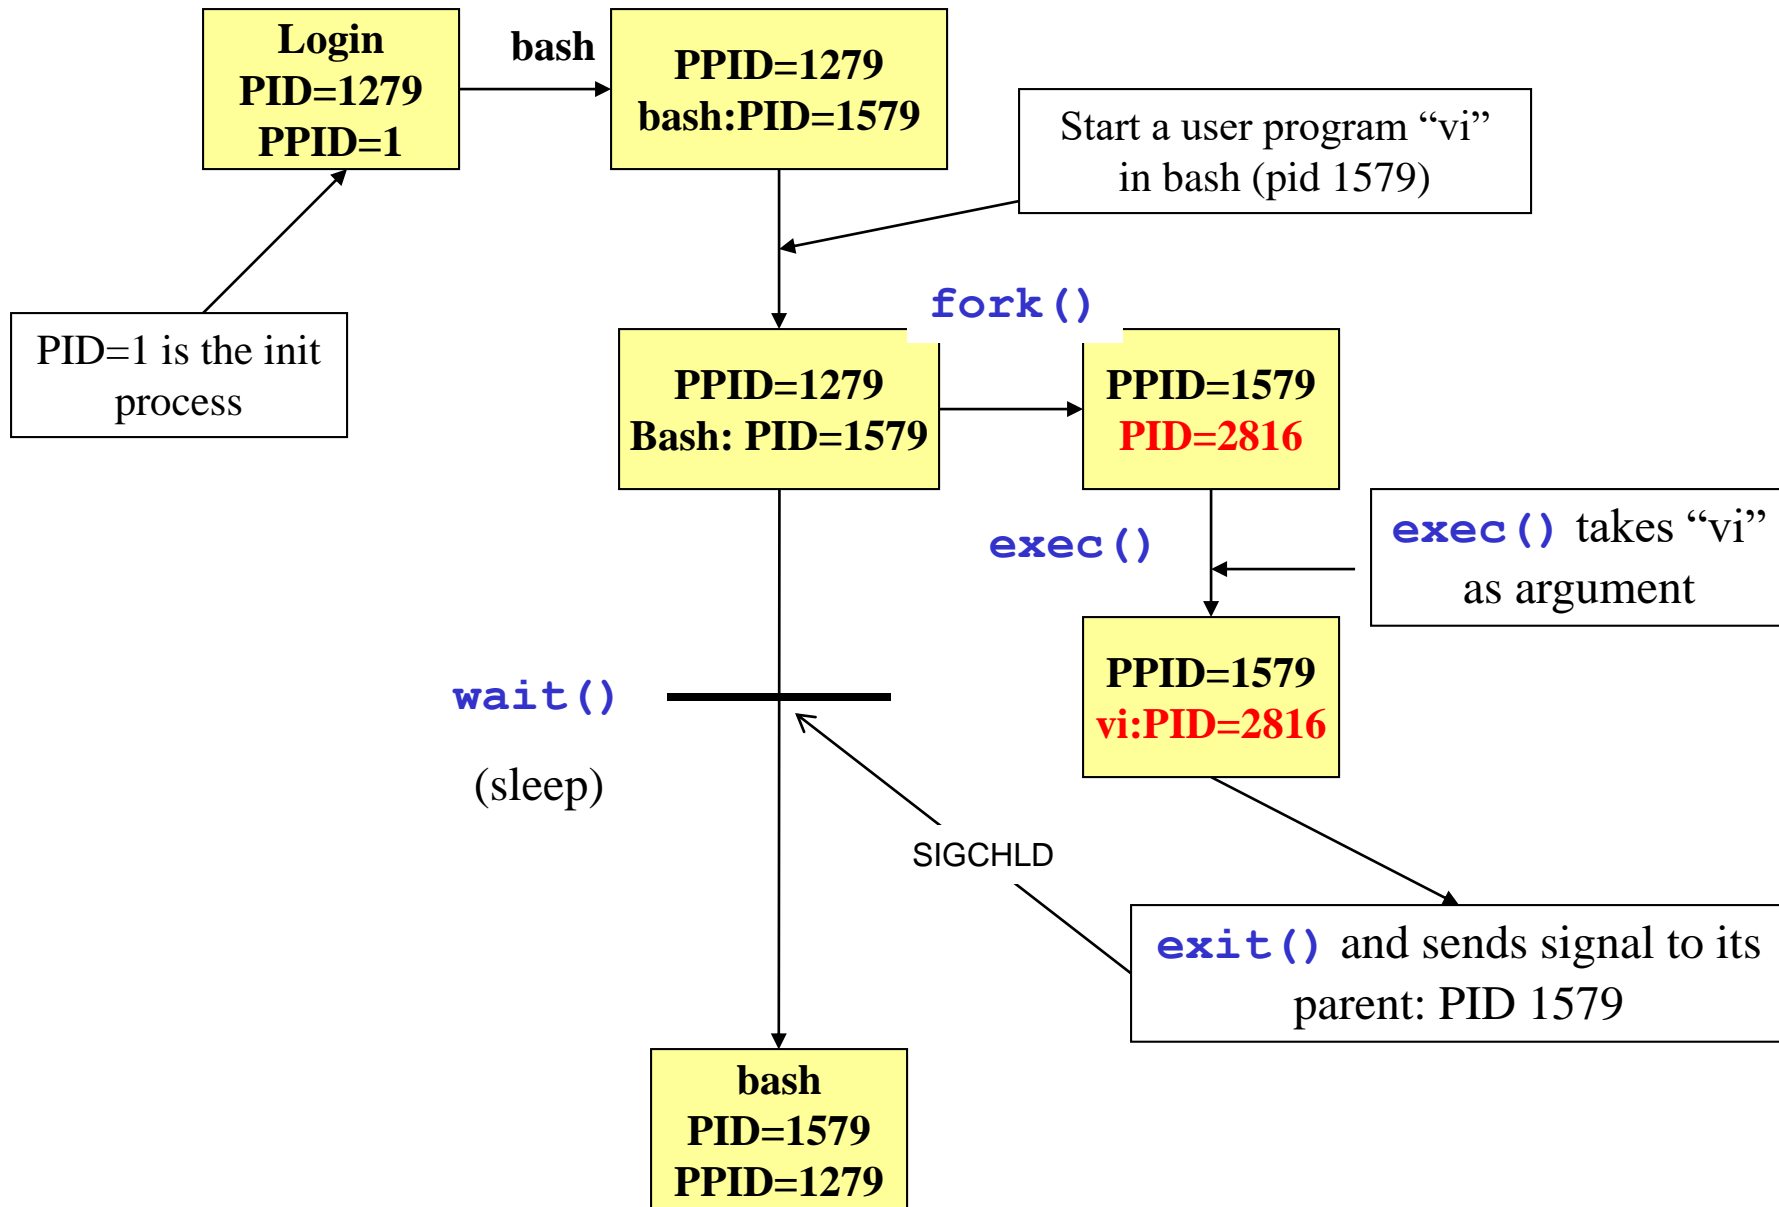 Login
PID=1279
PPID=1
bash
PPID=1279
bash:PID=1579
Start a user program “vi”
in bash (pid 1579)
PID=1 is the init
process
fork()
PPID=1279
Bash: PID=1579
PPID=1579
PID=2816
exec()
exec() takes “vi”
as argument
PPID=1579
vi:PID=2816
wait()
(sleep)
SIGCHLD
exit() and sends signal to its
parent: PID 1579
bash
PID=1579
PPID=1279